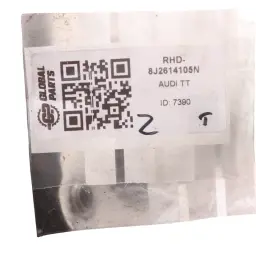 GLOBAL
PARTS
RHD-
8J2614105N
AUDI TT
ID: 7390
Z T